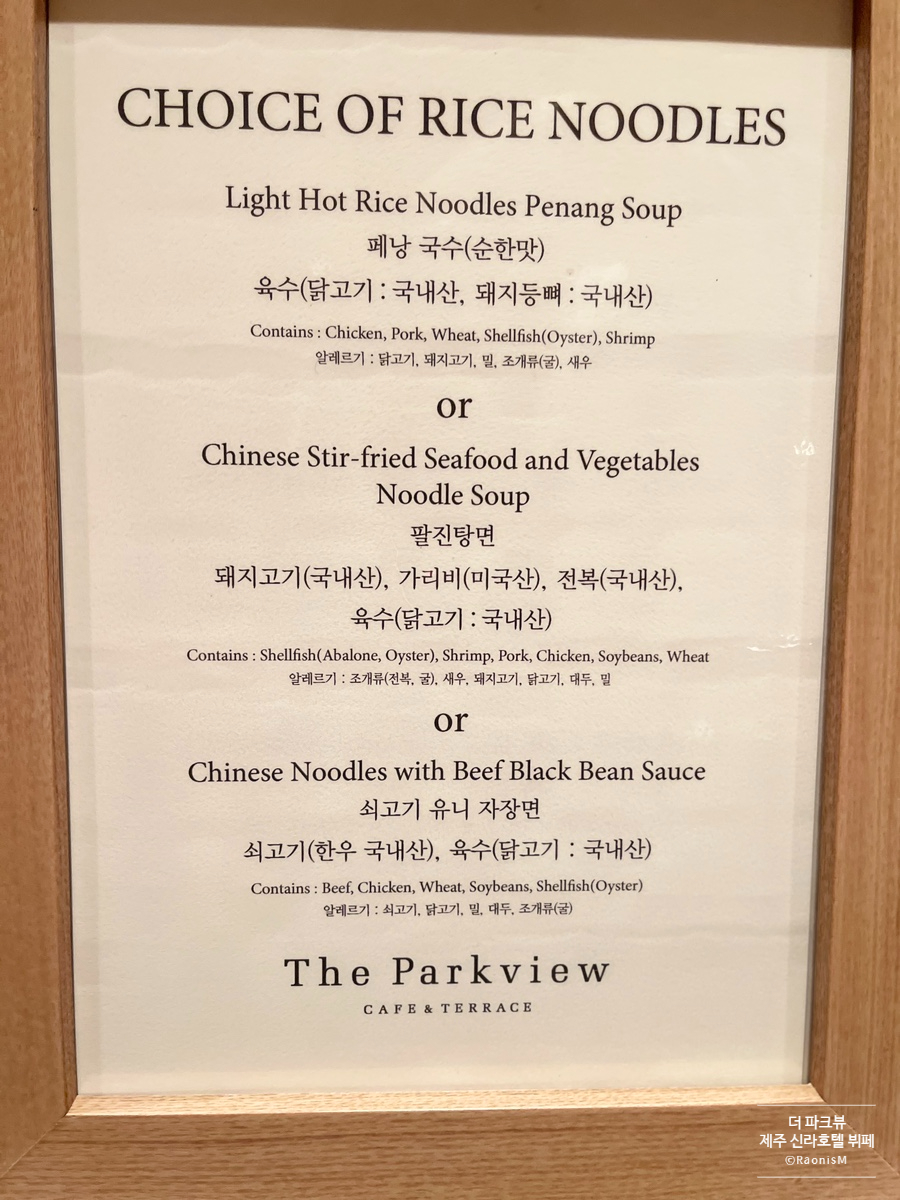 CHOICE OF RICE NOODLES
Light Hot Rice Noodles Penang Soup
페낭 국수(순한맛)
육수(닭고기 : 국내산, 돼지등뼈 : 국내산)
Contains : Chicken, Pork, Wheat, Shellfish(Oyster), Shrimp
알레르기 : 닭고기, 돼지고기, 밀, 조개류(굴), 새우
or
Chinese Stir-fried Seafood and Vegetables
Noodle Soup
팔진탕면
돼지고기(국내산), 가리비(미국산), 전복(국내산),
육수(닭고기 : 국내산)
Contains : Shellfish(Abalone, Oyster), Shrimp, Pork, Chicken, Soybeans, Wheat
알레르기 : 조개류(전복, 굴), 새우, 돼지고기, 닭고기, 대두, 밀
or
Chinese Noodles with Beef Black Bean Sauce
쇠고기 유니 자장면
쇠고기(한우 국내산), 육수(닭고기 : 국내산)
Contains : Beef, Chicken, Wheat, Soybeans, Shellfish(Oyster)
알레르기 : 쇠고기, 닭고기, 밀, 대두, 조개류(굴)
The Parkview
CAFE & TERRACE
더 파크뷰
제주 신라호텔 뷔페
©RaonisM